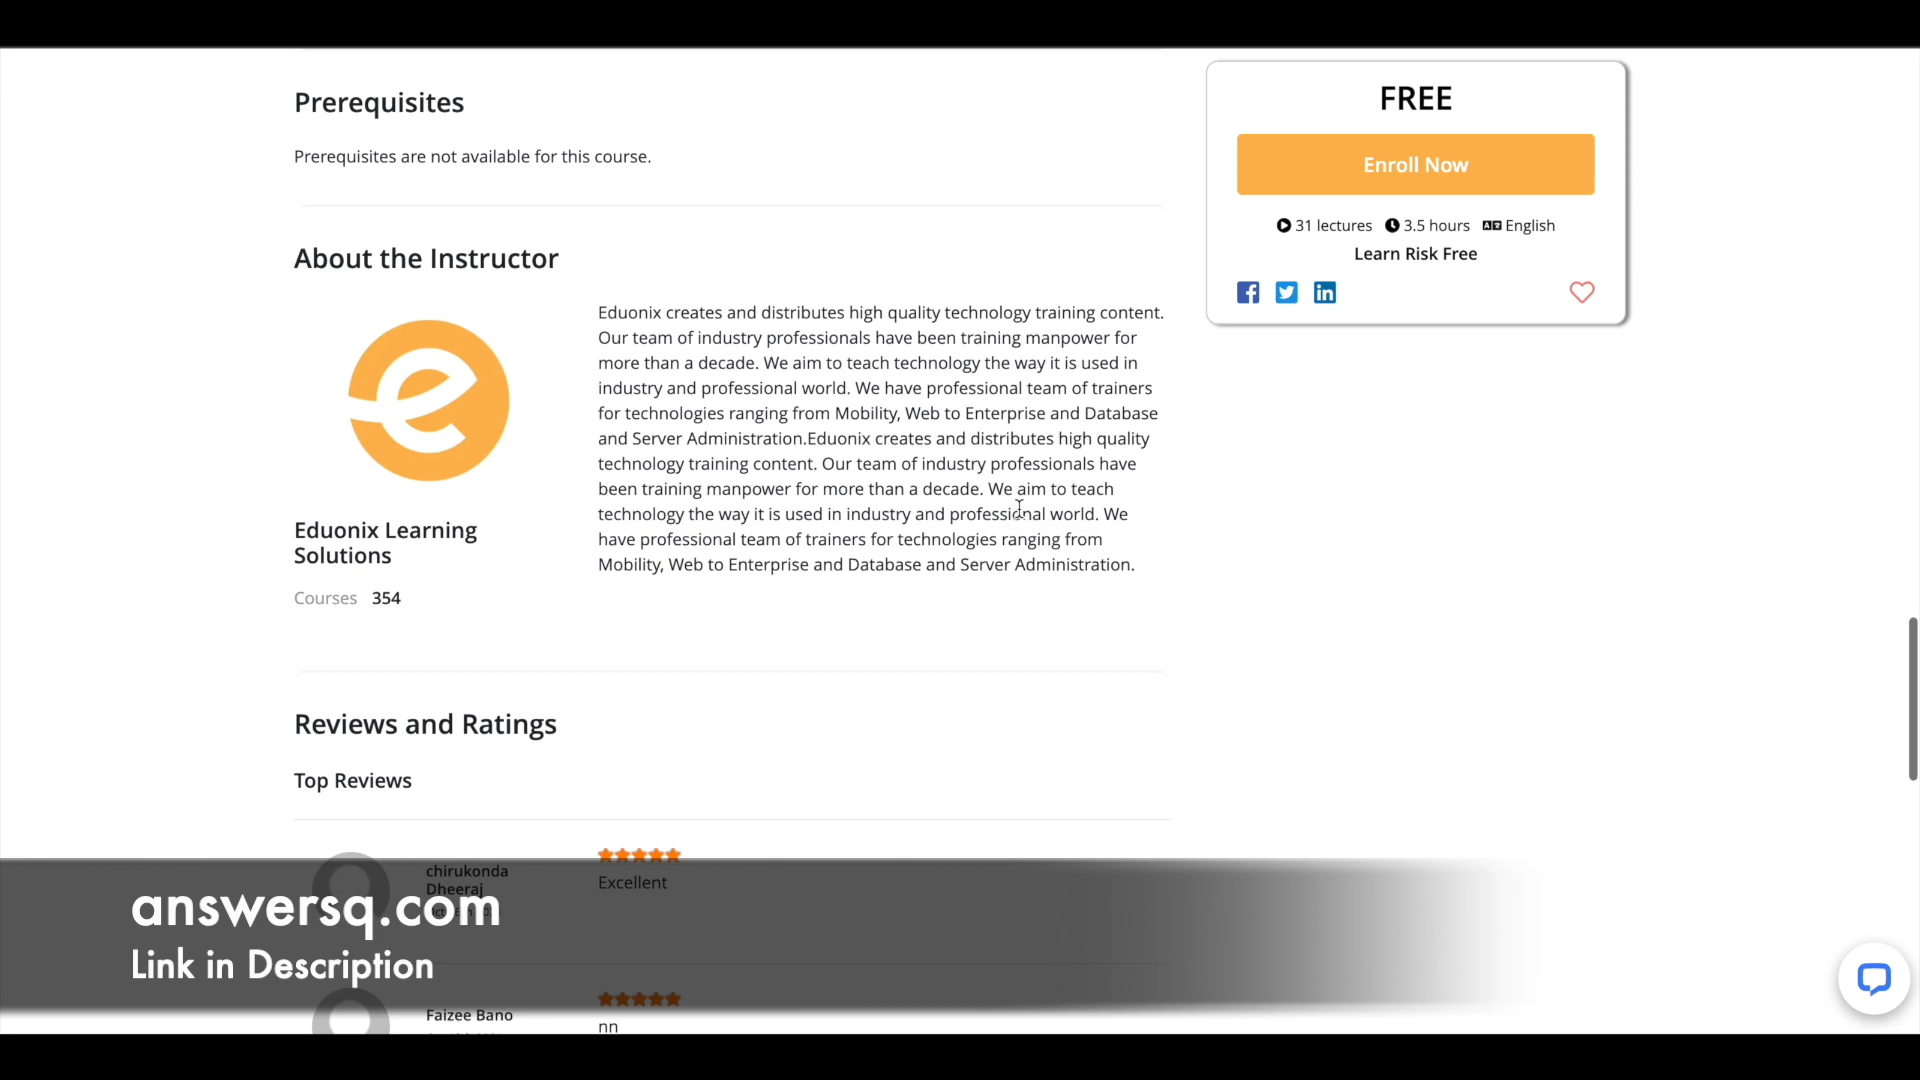 Prerequisites
Prerequisites are not available for this course.
About the Instructor
Eduonix Learning
Solutions
Courses 354
Eduonix creates and distributes high quality technology training content.
Our team of industry professionals have been training manpower for
more than a decade. We aim to teach technology the way it is used in
industry and professional world. We have professional team of trainers
for technologies ranging from Mobility, Web to Enterprise and Database
and Server Administration.Eduonix creates and distributes high quality
technology training content. Our team of industry professionals have
been training manpower for more than a decade. We aim to teach
technology the way it is used in industry and professional world. We
have professional team of trainers for technologies ranging from
Mobility, Web to Enterprise and Database and Server Administration.
FREE
Enroll Now
31 lectures 3.5 hours English
Learn Risk Free
Reviews and Ratings
Top Reviews
chirukonda
Dheeraj
Excellent
answersq.com
Link in Description
Faizee Bano
nn